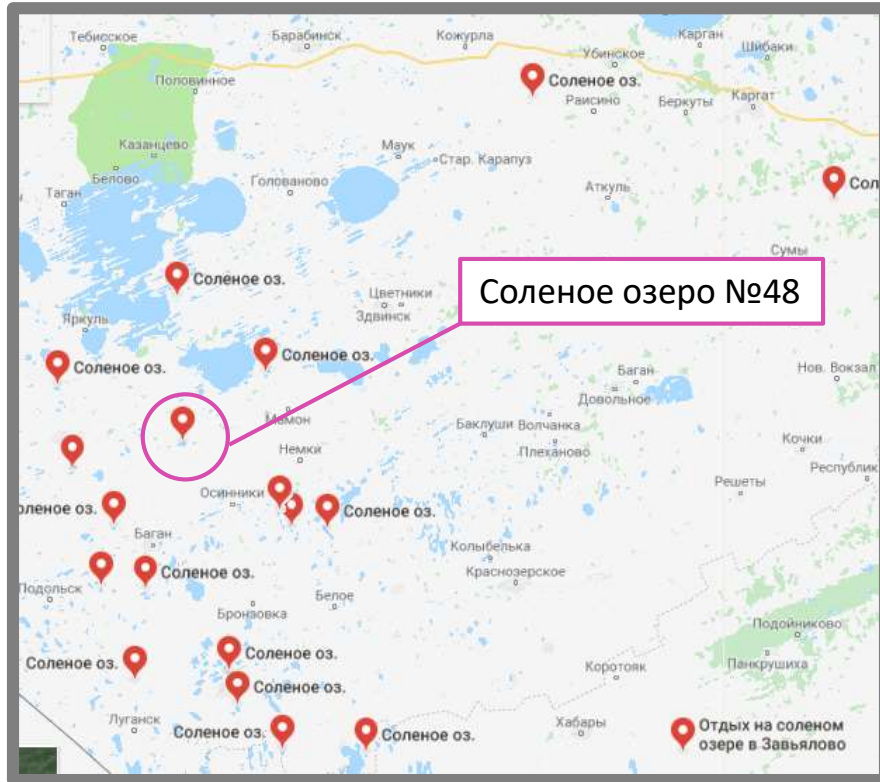 Тебисское
Барабинск
Кожурла
Карган
Убинское
Шибаки
Половинное
Соленое оз.
Раисино
Беркуты
Каргат
Казанцево
Маук
Стар. Карапуз
Белово
Голованово
Таган
Аткуль
Сол
Сумы
Соленое оз.
Соленое озеро №48
Цветники
Здвинск
Яркуль
Соленое оз.
Соленое оз.
Баган
Нов. Вокзал
Довольное
Мамон
Баклуши
Волчанка
Плеханово
Кочки
Немки
Республик
Решеты
Осинники
оленое оз.
Соленое оз.
Баган
Колыбелька
Краснозерское
Соленое оз.
Подольск
Белое
Бронзовка
Подойниково
Соленое оз.
Соленое оз.
Коротояк
Панкрушиха
Соленое оз.
Луганск
Соленое оз.
Соленое оз.
Хабары
Отдых на соленом
озере в Завьялово